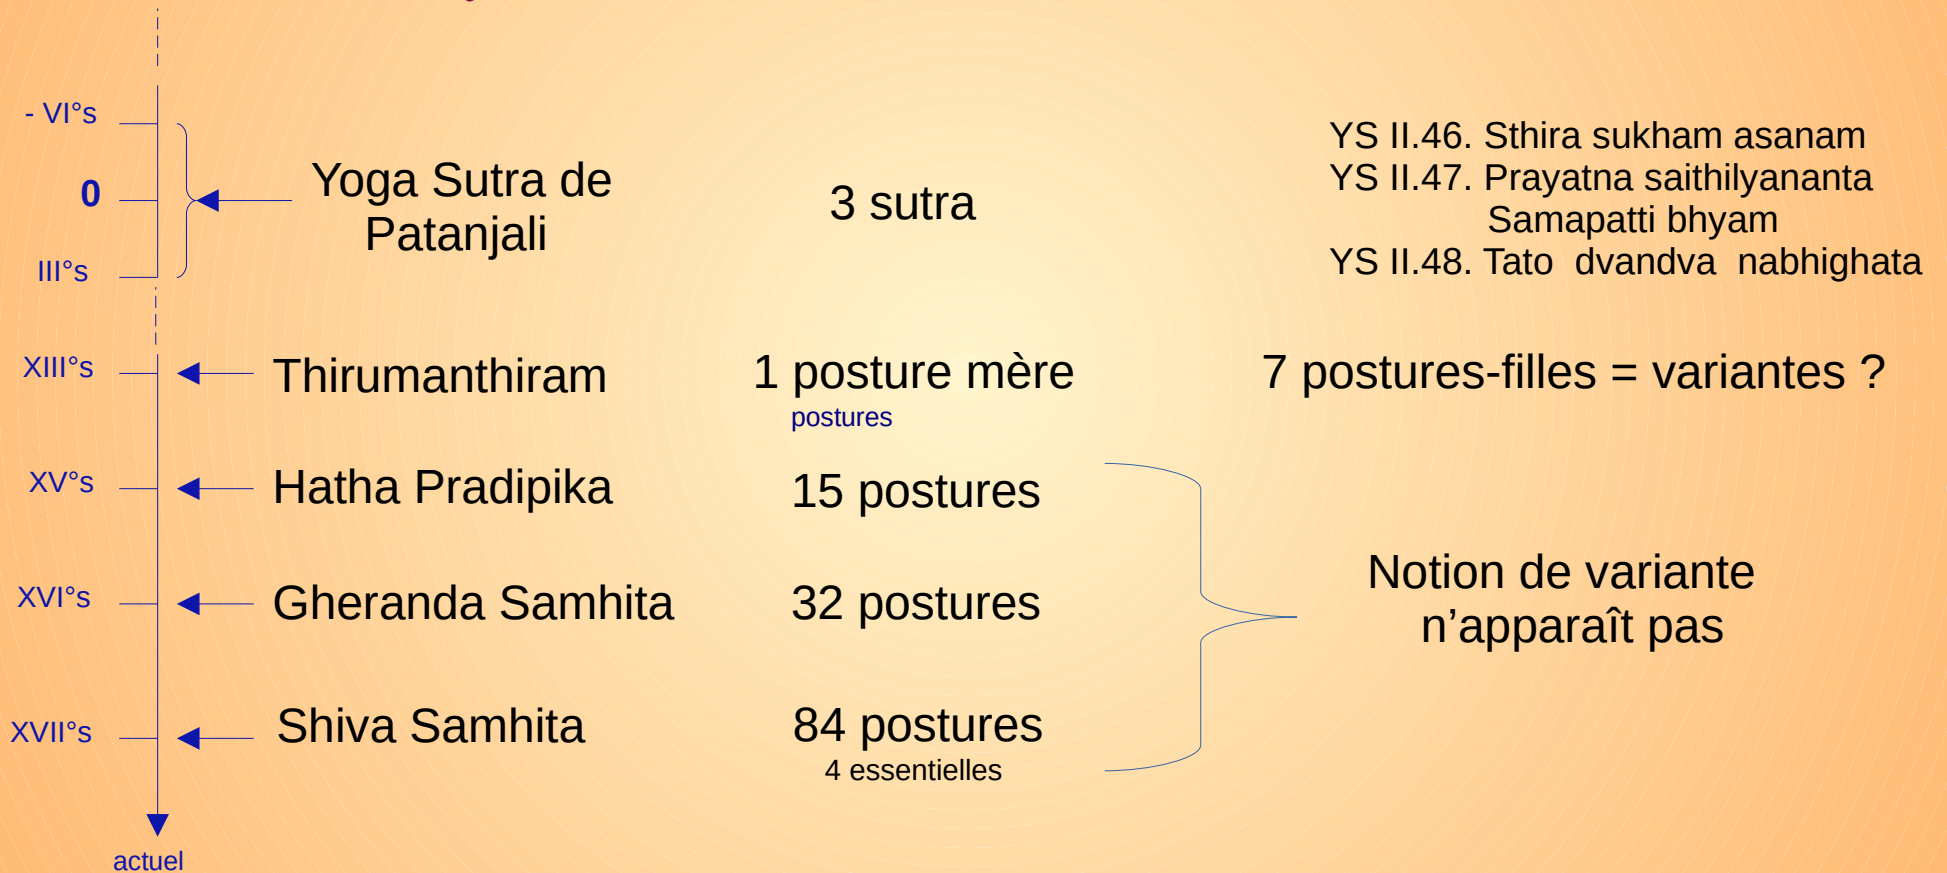 - VI°s
0
III°s
Yoga Sutra de
Patanjali
3 sutra
YS II.46. Sthira sukham asanam
YS II.47. Prayatna saithilyananta
Samapatti bhyam
YS II.48. Tato dvandva nabhighata
XIII°s
Thirumanthiram
1 posture mère
postures
7 postures-filles = variantes ?
XV°s
Hatha Pradipika
15 postures
XVI°s
Gheranda Samhita
32 postures
Notion de variante
n’apparaît pas
XVII°s
Shiva Samhita
84 postures
4 essentielles
actuel